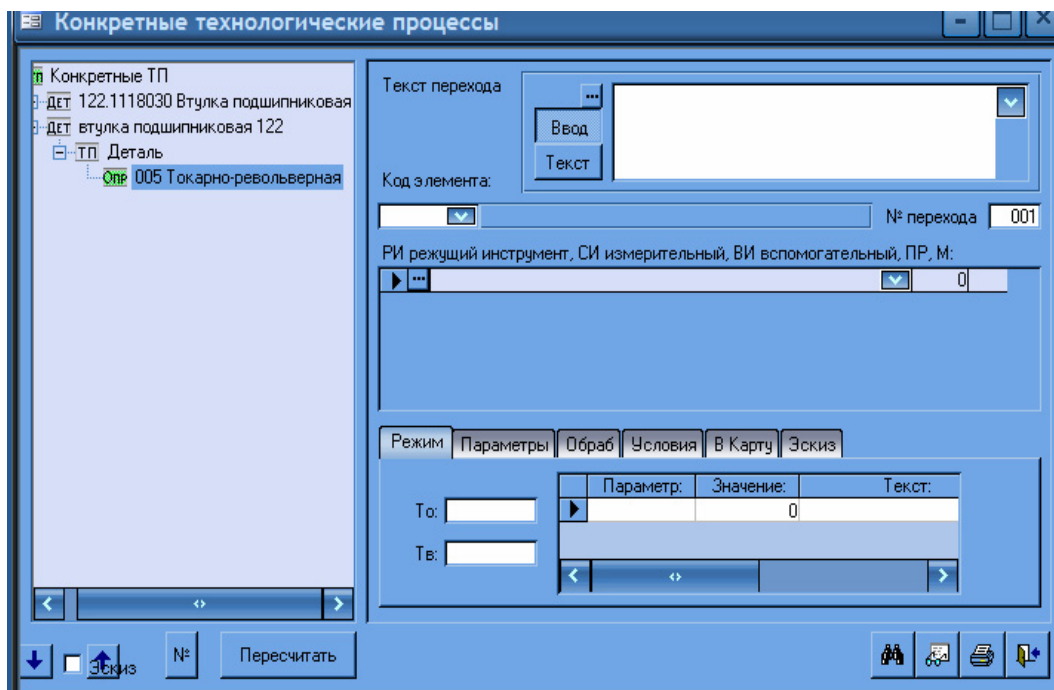 Конкретные технологические процессы
ТП Конкретные ТП
ДЕТ 122.1118030 Втулка подшипниковая
ДЕТ втулка подшипниковая 122
ТП Деталь
Опр 005 Токарно-револьверная
Текст перехода
...
Ввод
Текст
Код элемента:
№ перехода 001
РИ режущий инструмент, СИ измерительный, ВИ вспомогательный, ПР, М:
... 0
Режим Параметры Обраб Условия В Карту Эскиз
Параметр: Значение: Текст:
То: 0
Тв:
Эскиз № Пересчитать